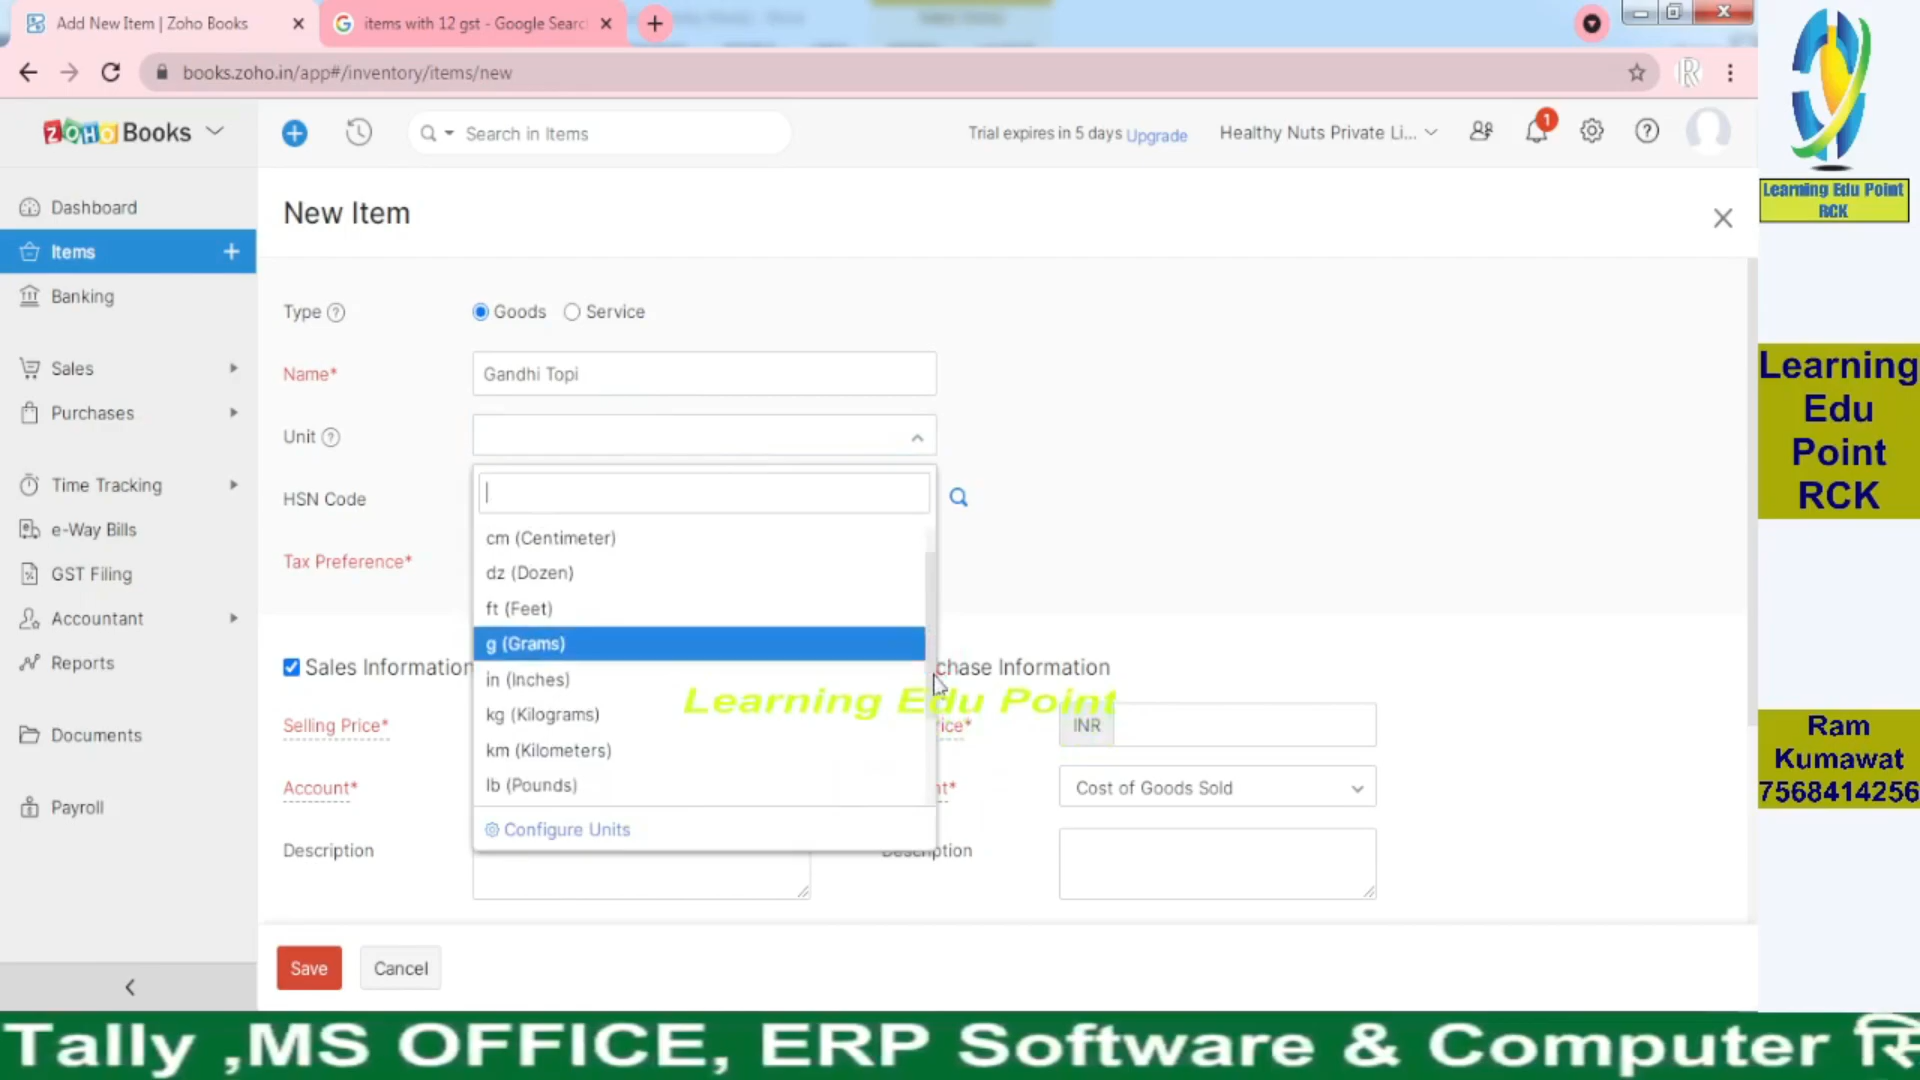 Add New Item | Zoho Books
items with 12 gst - Google Searc
books.zoho.in/app#/inventory/items/new
ZOHO Books
Search in Items
Trial expires in 5 days Upgrade
Healthy Nuts Private Li...
1
Learning Edu Point
RCK
Dashboard
Items
Banking
Sales
Purchases
Time Tracking
e-Way Bills
GST Filing
Accountant
Reports
Documents
Payroll
New Item
Type
Goods
Service
Name*
Gandhi Topi
Unit
HSN Code
Tax Preference*
cm (Centimeter)
dz (Dozen)
ft (Feet)
g (Grams)
in (Inches)
kg (Kilograms)
km (Kilometers)
lb (Pounds)
Configure Units
Sales Information
chase Information
Learning Edu Point
Selling Price*
ice*
INR
Account*
nt*
Cost of Goods Sold
Description
Description
Save
Cancel
Learning
Edu
Point
RCK
Ram
Kumawat
7568414256
Tally ,MS OFFICE, ERP Software & Computer